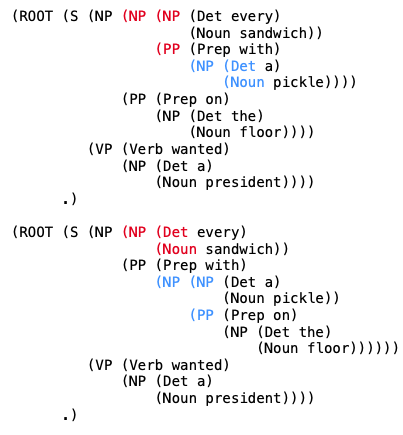 (ROOT (S (NP (NP (NP (Det every)
(Noun sandwich))
(PP (Prep with)
(NP (Det a)
(Noun pickle))))
(PP (Prep on)
(NP (Det the)
(Noun floor))))
(VP (Verb wanted)
(NP (Det a)
(Noun president))))
.)
(ROOT (S (NP (NP (Det every)
(Noun sandwich))
(PP (Prep with)
(NP (NP (Det a)
(Noun pickle))
(PP (Prep on)
(NP (Det the)
(Noun floor))))))
(VP (Verb wanted)
(NP (Det a)
(Noun president))))
.)